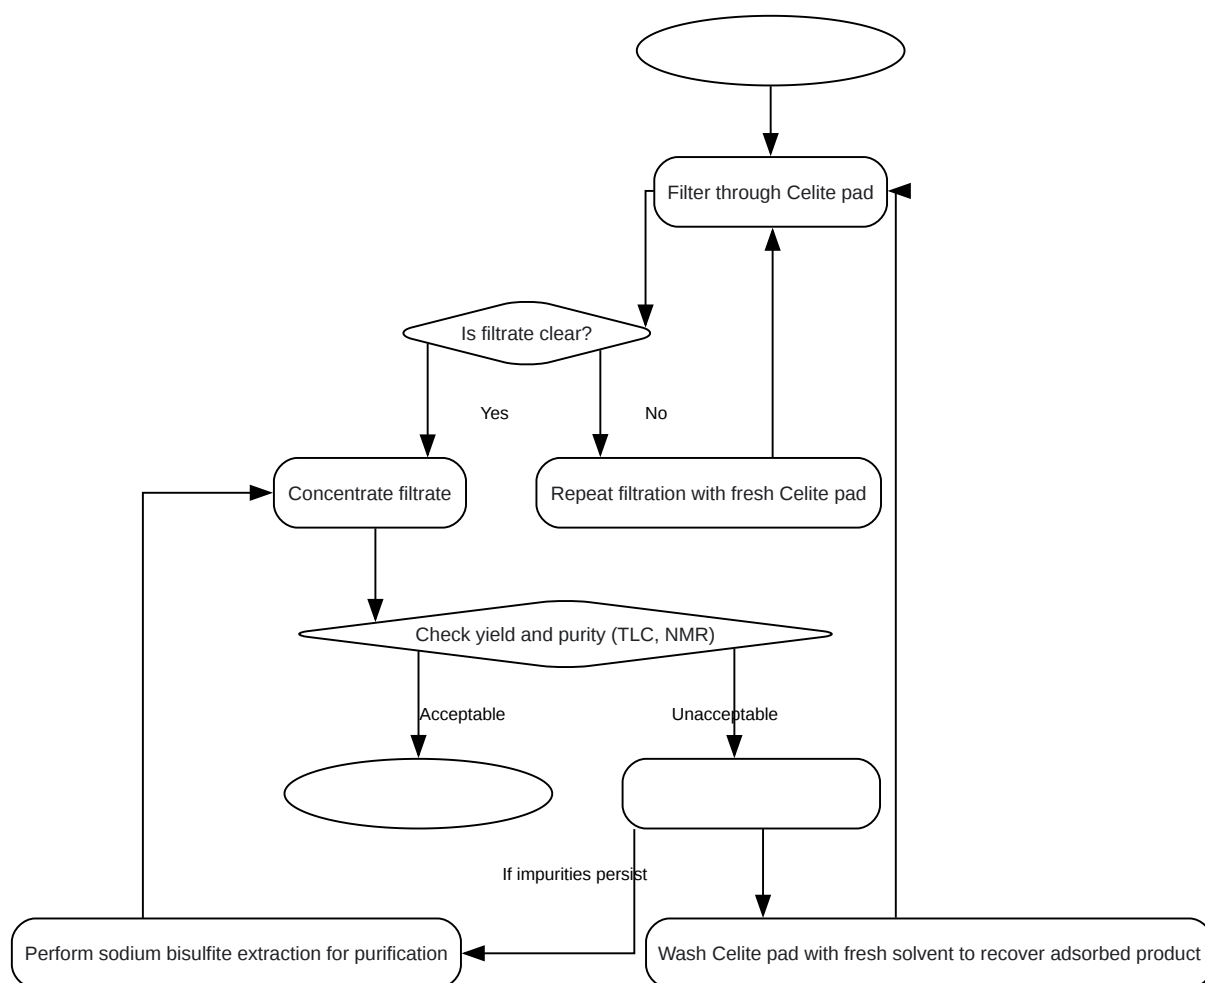 Filter through Celite pad
Is filtrate clear?
Yes
No
Concentrate filtrate
Repeat filtration with fresh Celite pad
Check yield and purity (TLC, NMR)
Acceptable
Unacceptable
If impurities persist
Perform sodium bisulfite extraction for purification
Wash Celite pad with fresh solvent to recover adsorbed product